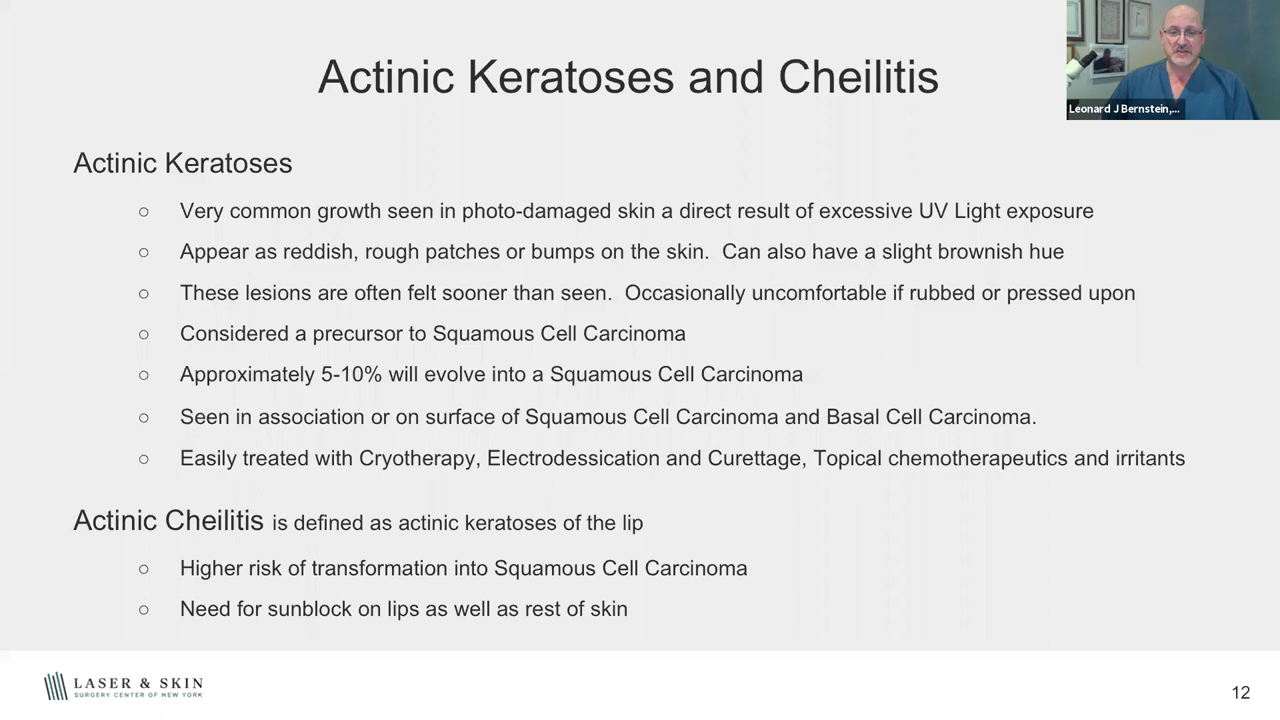 Actinic Keratoses and Cheilitis
Leonard J Bernstein,...
Actinic Keratoses
○ Very common growth seen in photo-damaged skin a direct result of excessive UV Light exposure
○ Appear as reddish, rough patches or bumps on the skin.  Can also have a slight brownish hue
○ These lesions are often felt sooner than seen.  Occasionally uncomfortable if rubbed or pressed upon
○ Considered a precursor to Squamous Cell Carcinoma
○ Approximately 5-10% will evolve into a Squamous Cell Carcinoma
○ Seen in association or on surface of Squamous Cell Carcinoma and Basal Cell Carcinoma.
○ Easily treated with Cryotherapy, Electrodessication and Curettage, Topical chemotherapeutics and irritants
Actinic Cheilitis is defined as actinic keratoses of the lip
○ Higher risk of transformation into Squamous Cell Carcinoma
○ Need for sunblock on lips as well as rest of skin
LASER & SKIN
SURGERY CENTER OF NEW YORK
12